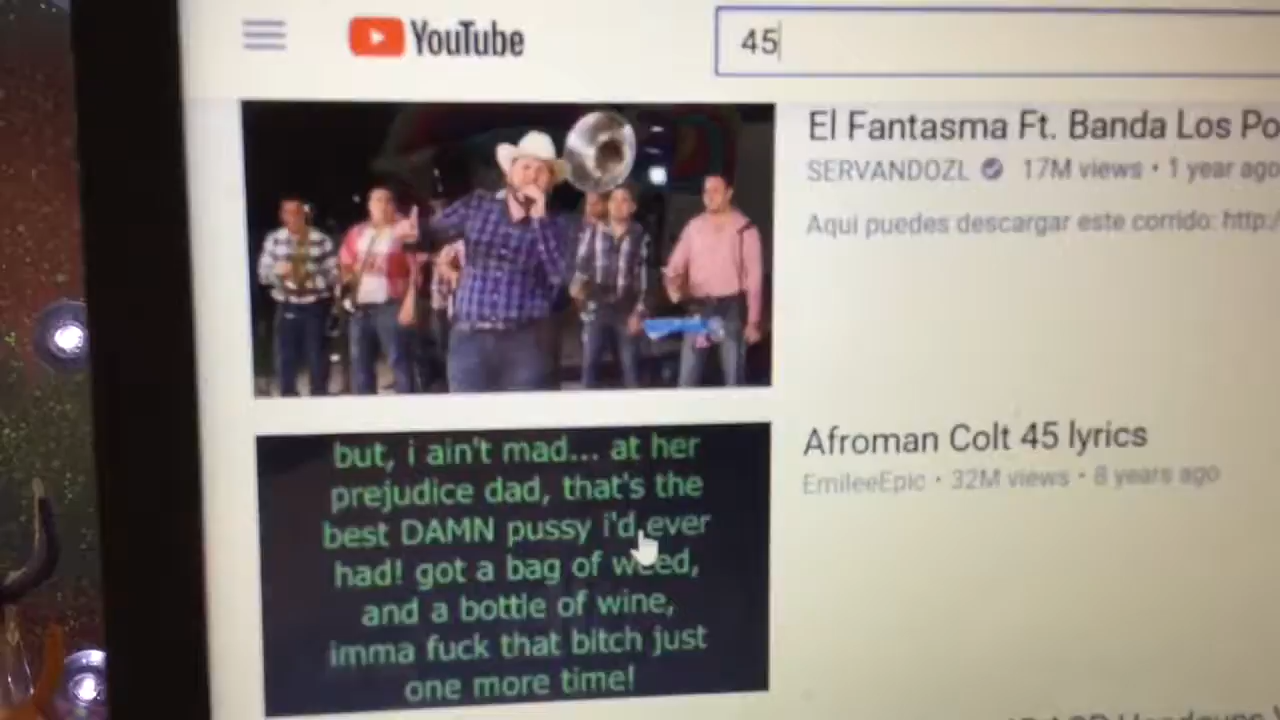 YouTube
45
El Fantasma Ft. Banda Los Po
SERVANDOZL 17M views • 1 year ago
Aqui puedes descargar este corrido: http:/
but, i ain't mad... at her
prejudice dad, that's the
best DAMN pussy i'd ever
had! got a bag of weed,
and a bottle of wine,
imma fuck that bitch just
one more time!
Afroman Colt 45 lyrics
EmileeEpic • 32M views • 8 years ago